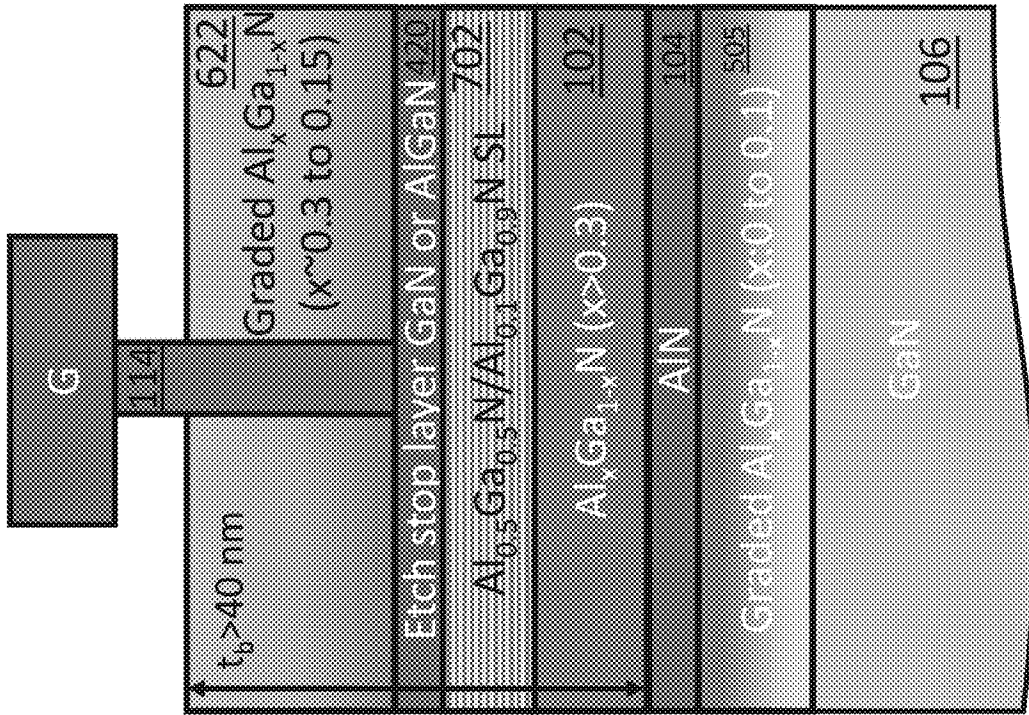 G
114
622
Graded AlₓGa₁₋ₓN
(x~0.3 to 0.15)
t_b>40 nm
Etch stop layer GaN or AlGaN 420
702
Al₀.₅Ga₀.₅N/Al₀.₁Ga₀.₉N SL
102
AlₓGa₁₋ₓN (x>0.3)
AlN 104
505
Graded AlₓGa₁₋ₓN (x 0 to 0.1)
106
GaN